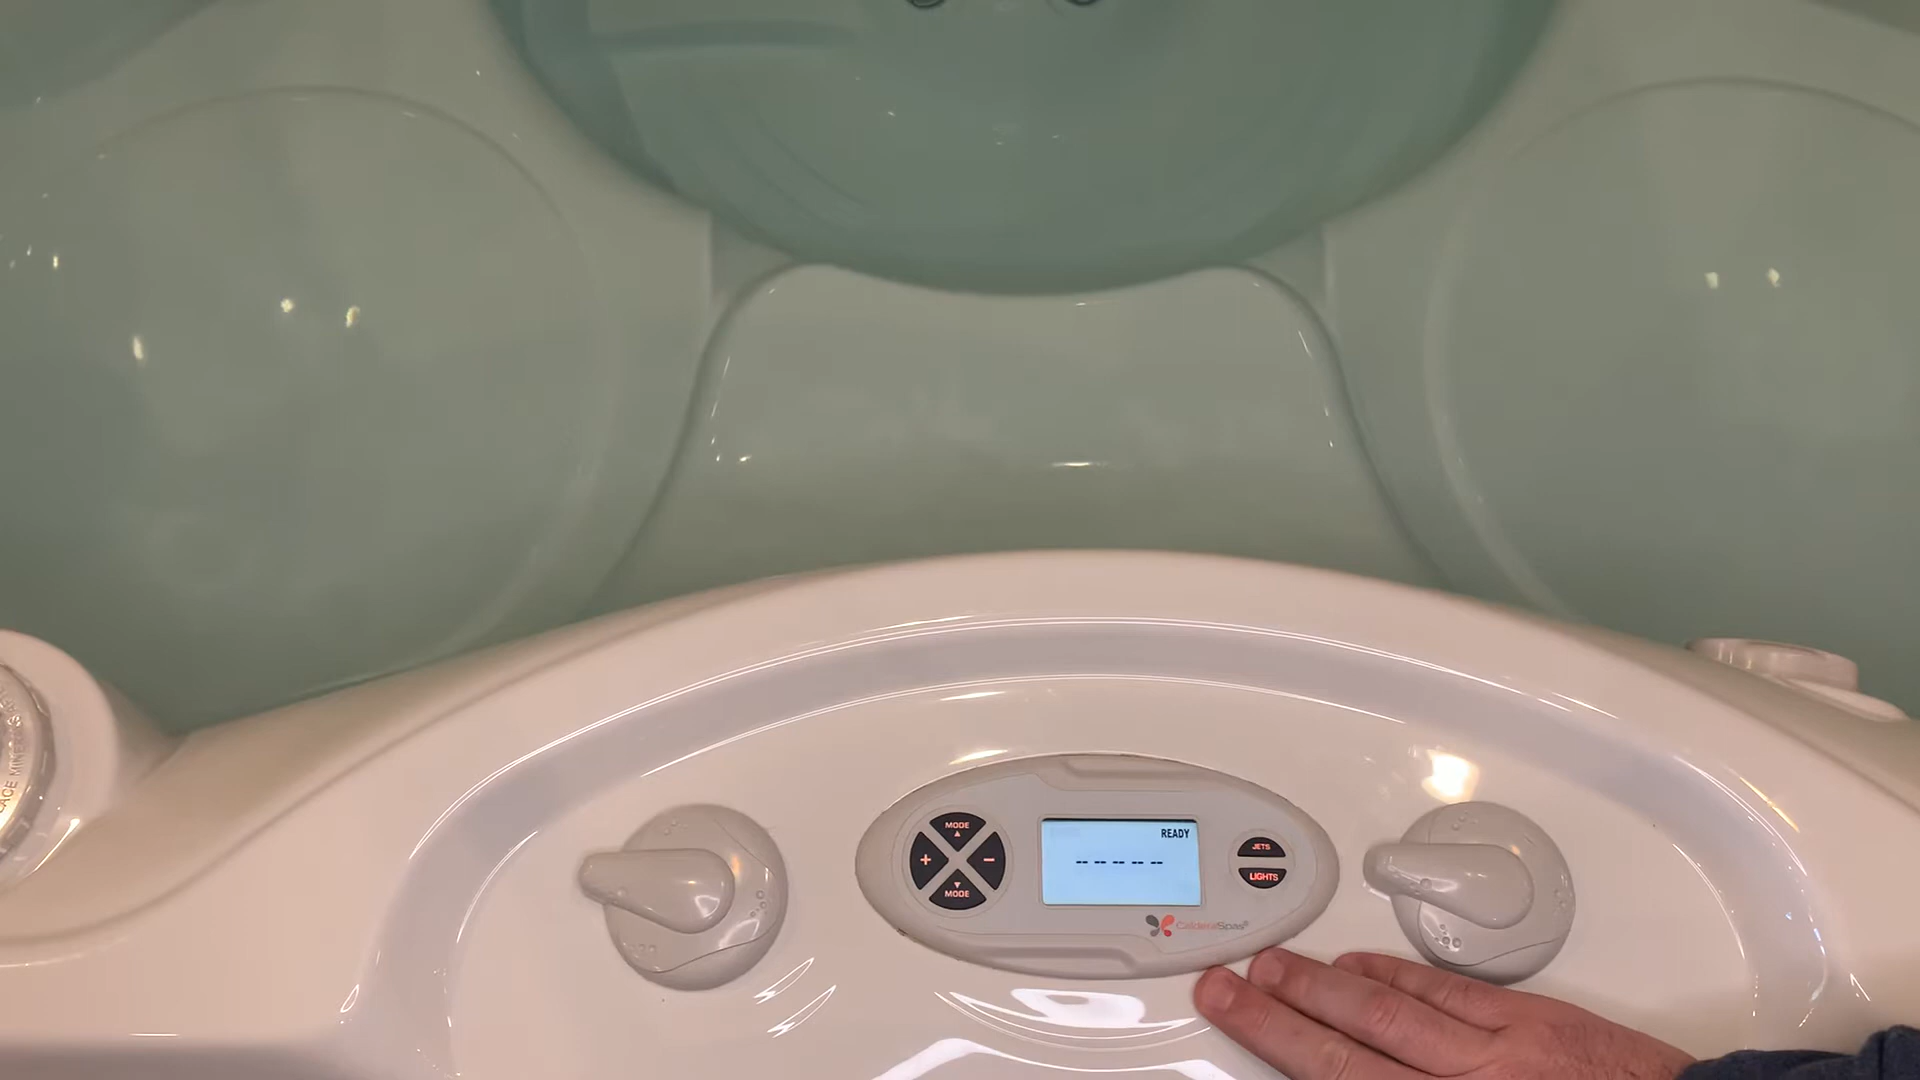 MODE
+
-
MODE
READY
-- -- -- -- --
JETS
LIGHTS
CalderaSpas®